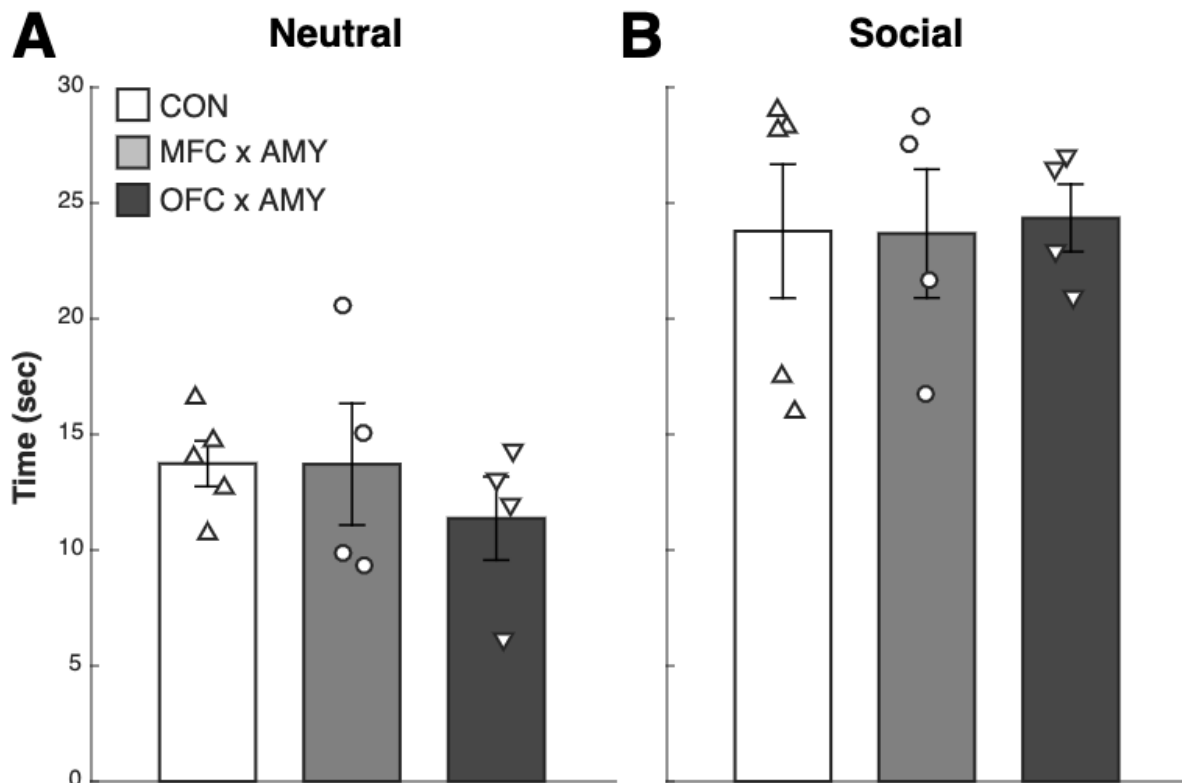 A Neutral
B Social
30
CON
MFC x AMY
OFC x AMY
25
20
15
10
5
0
Time (sec)